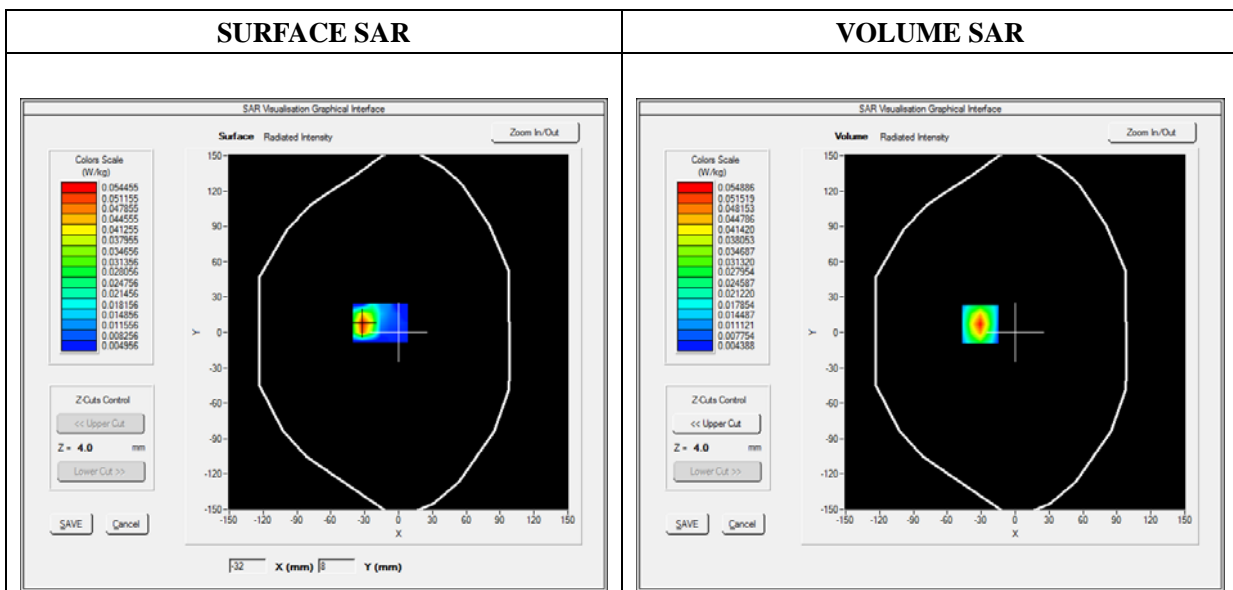 SURFACE SAR
SAR Visualisation Graphical Interface
Surface Radiated Intensity
Zoom In/Out
Colors Scale
(W/kg)
0.054455
0.051155
0.047855
0.044555
0.041255
0.037955
0.034656
0.031356
0.028056
0.024756
0.021456
0.018156
0.014856
0.011556
0.008256
0.004956
Z-Cuts Control
<< Upper Cut
Z = 4.0 mm
Lower Cut >>
SAVE Cancel
150
120
90
60
30
0
-30
-60
-90
-120
-150
Y
-150 -120 -90 -60 -30 0 30 60 90 120 150
X
-32 X (mm) 8 Y (mm)
VOLUME SAR
SAR Visualisation Graphical Interface
Volume Radiated Intensity
Zoom In/Out
Colors Scale
(W/kg)
0.054886
0.051519
0.048153
0.044786
0.041420
0.038053
0.034687
0.031320
0.027954
0.024587
0.021220
0.017854
0.014487
0.011121
0.007754
0.004388
Z-Cuts Control
<< Upper Cut
Z = 4.0 mm
Lower Cut >>
SAVE Cancel
150
120
90
60
30
0
-30
-60
-90
-120
-150
Y
-150 -120 -90 -60 -30 0 30 60 90 120 150
X